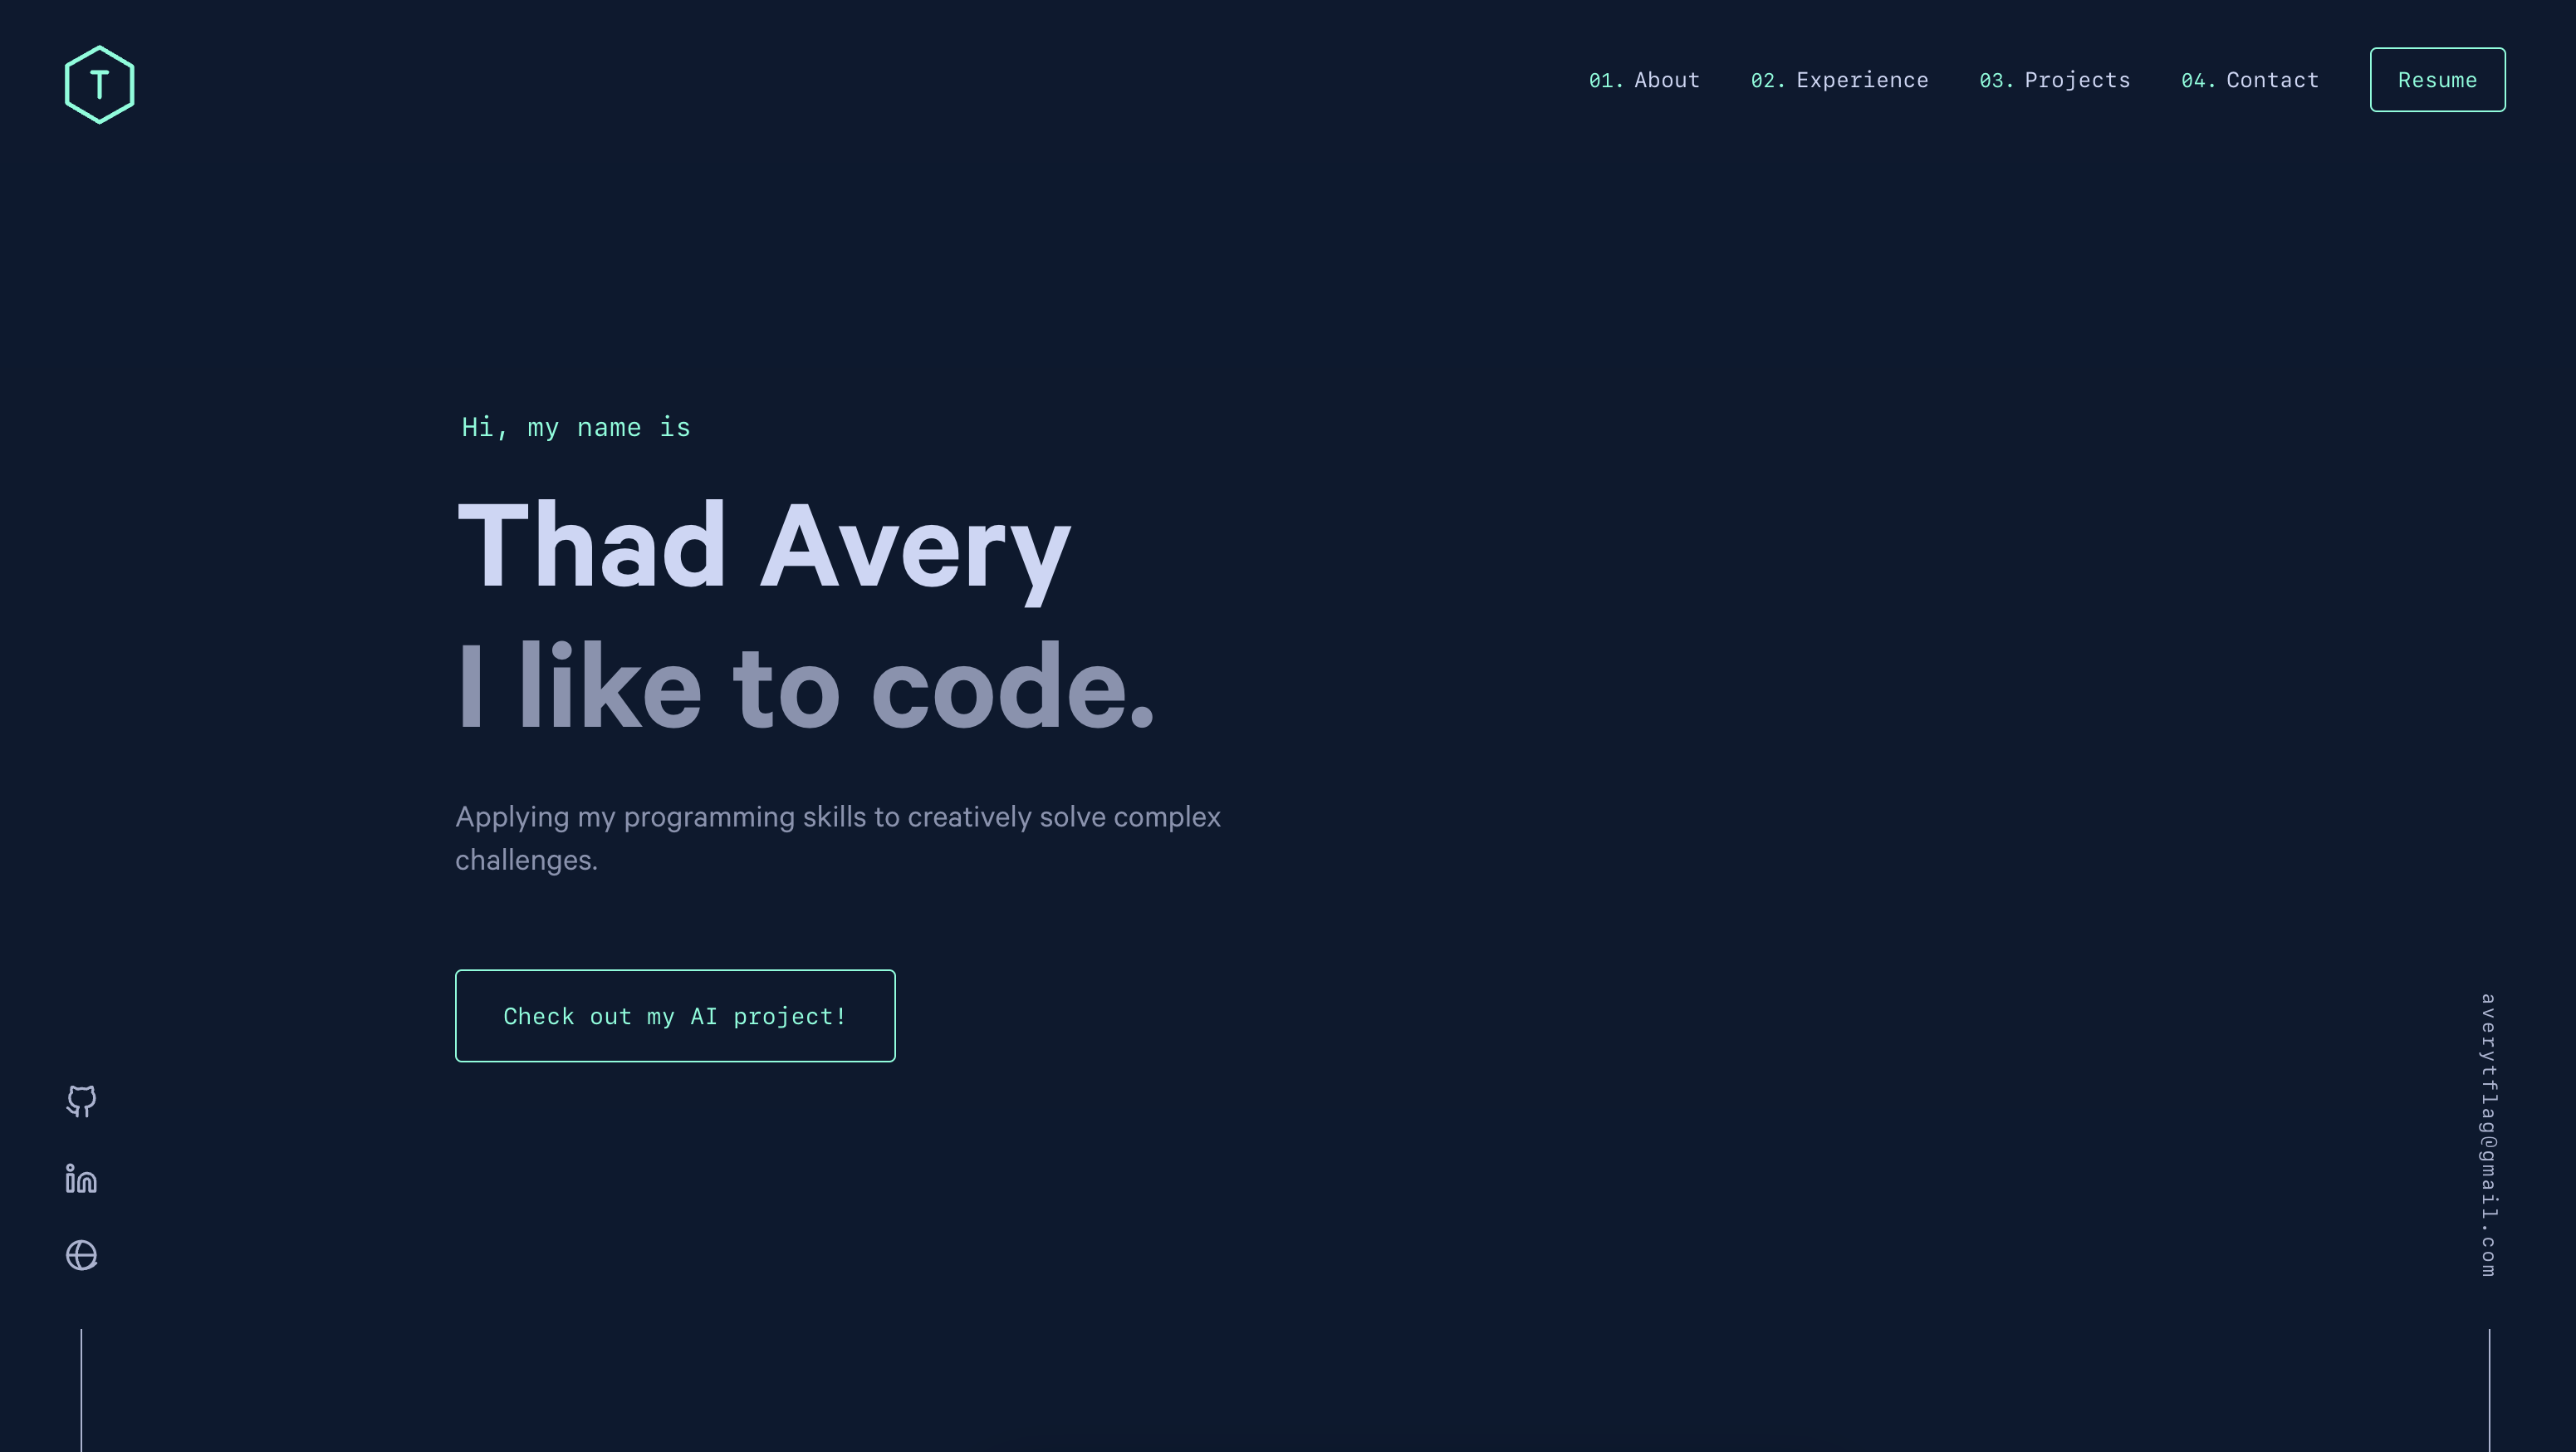 T
01. About 02. Experience 03. Projects 04. Contact Resume
Hi, my name is
Thad Avery
I like to code.
Applying my programming skills to creatively solve complex
challenges.
Check out my AI project!
in
averytflag@gmail.com